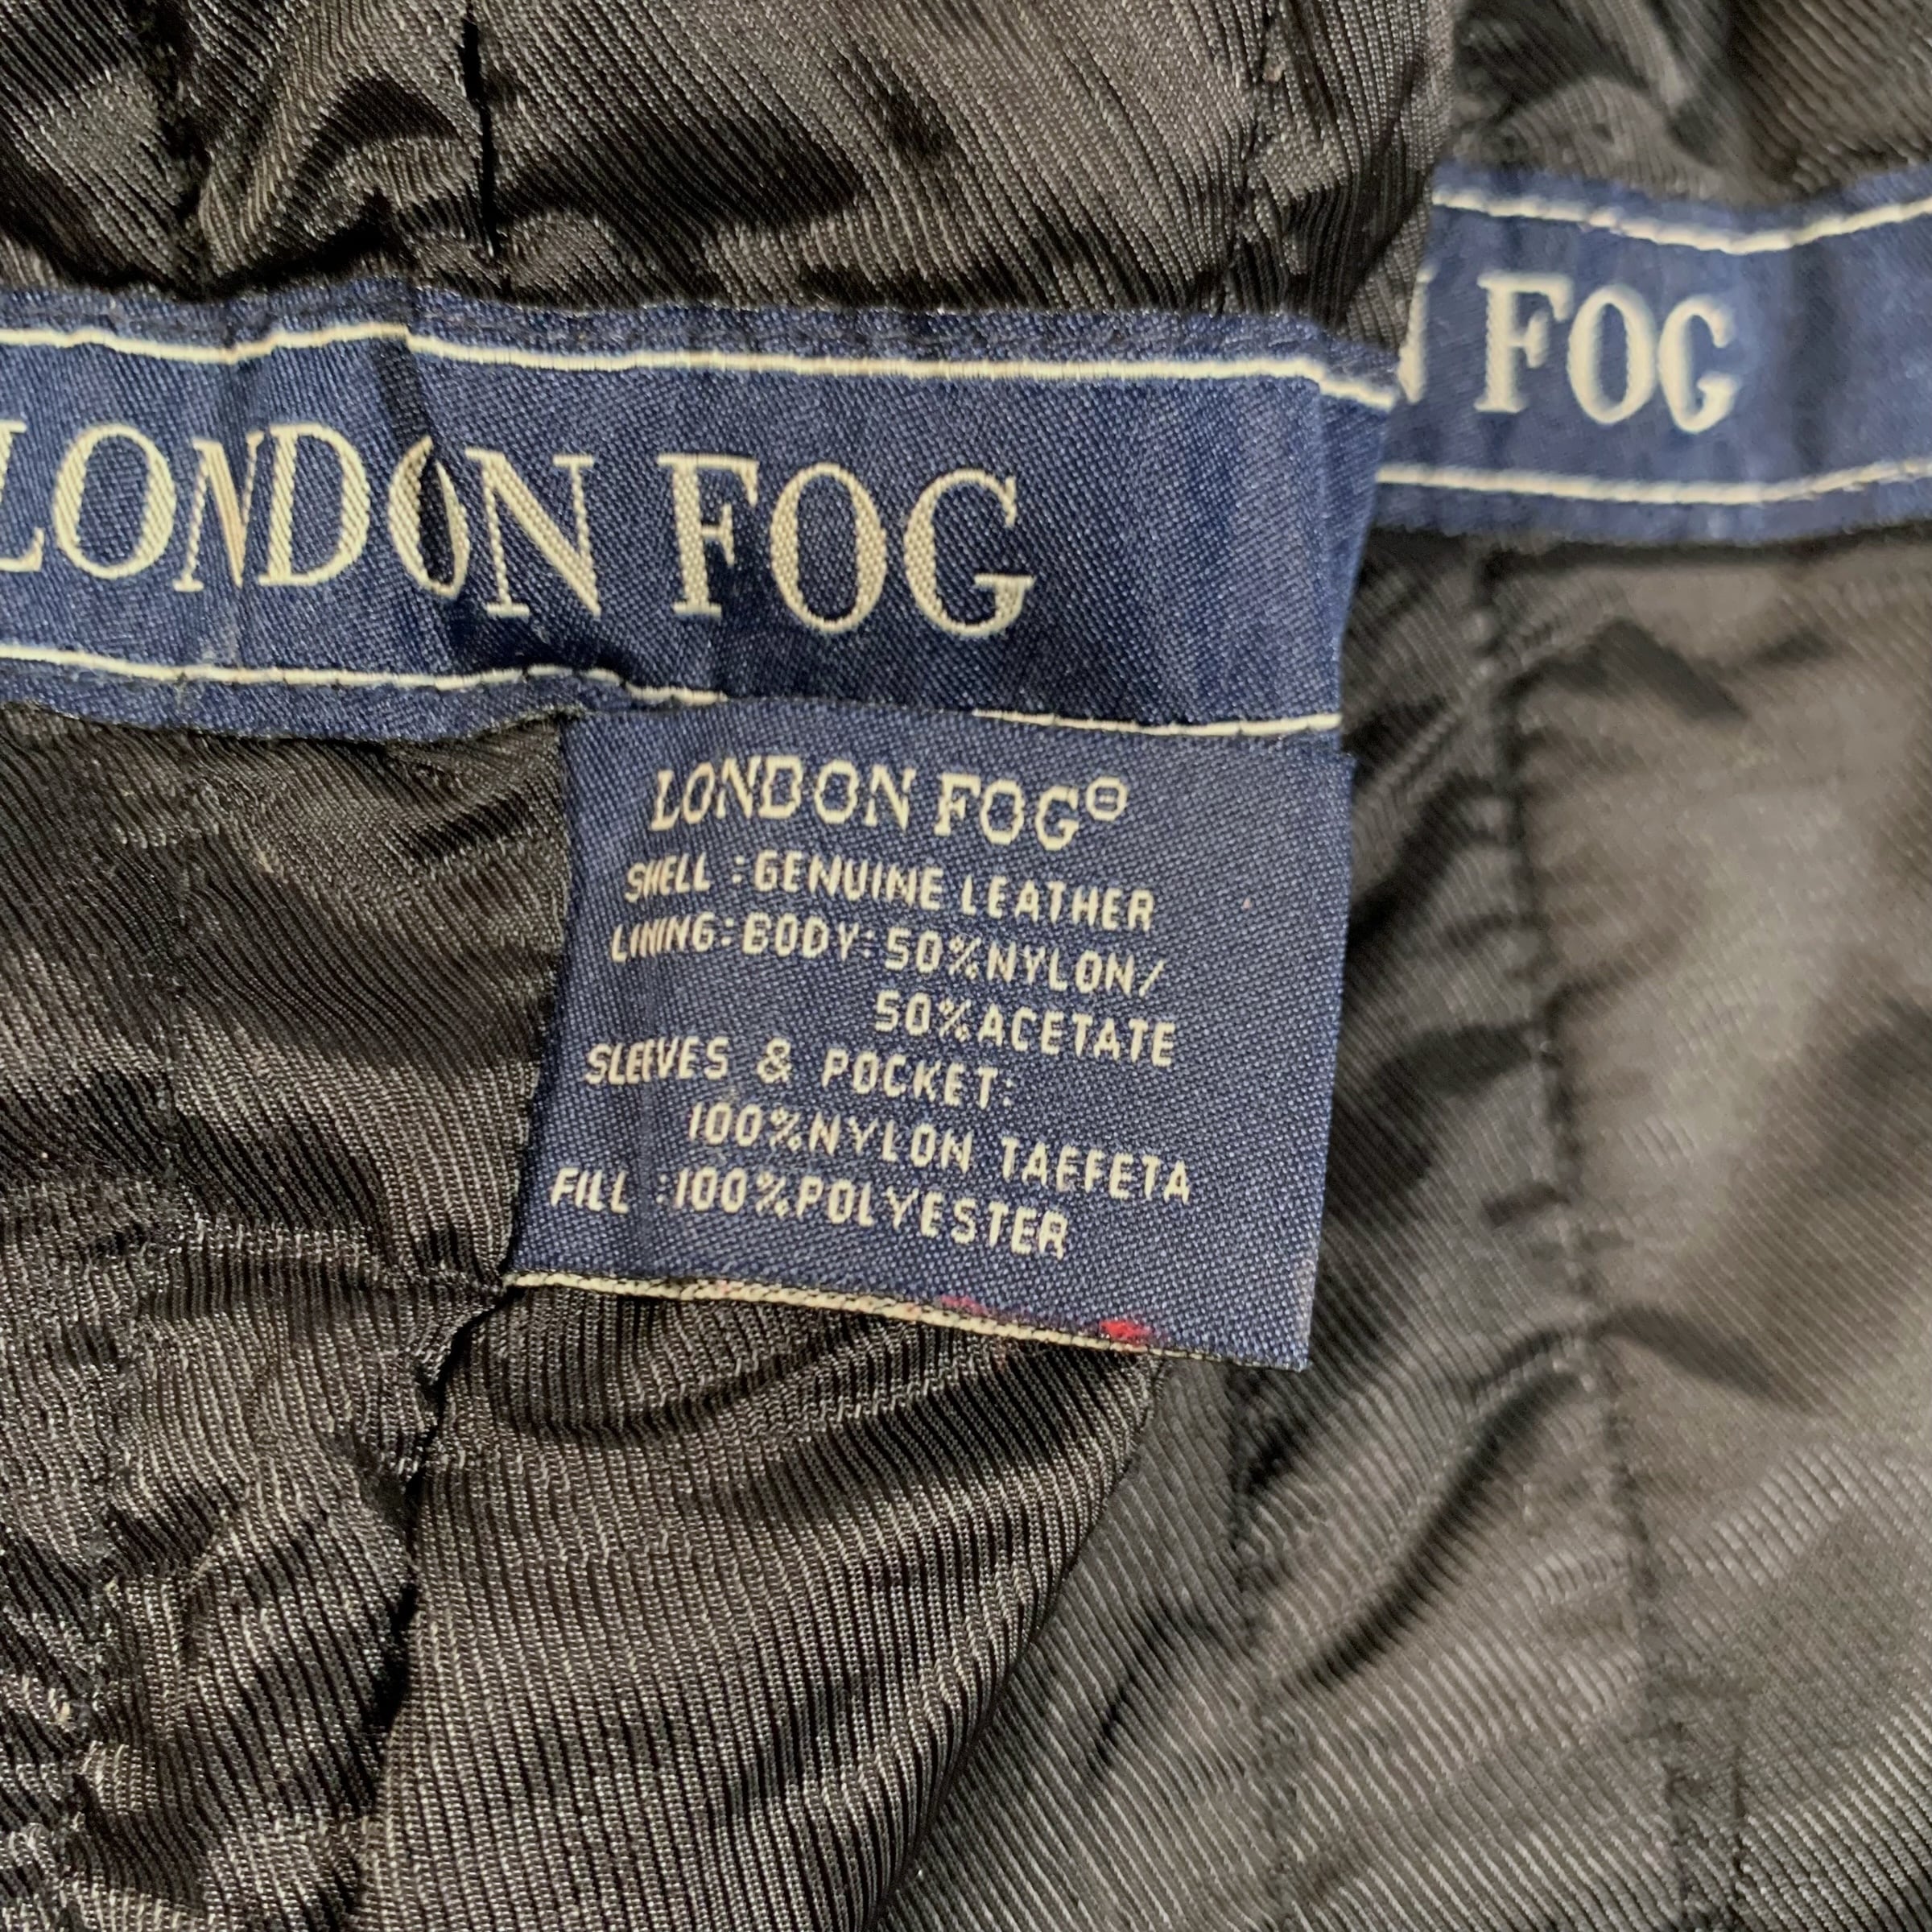 LONDON FOG
FOG
LONDON FOG®
SHELL :GENUINE LEATHER
LINING:BODY:50%NYLON/
50%ACETATE
SLEEVES & POCKET:
100%NYLON TAFFETA
FILL :100%POLYESTER